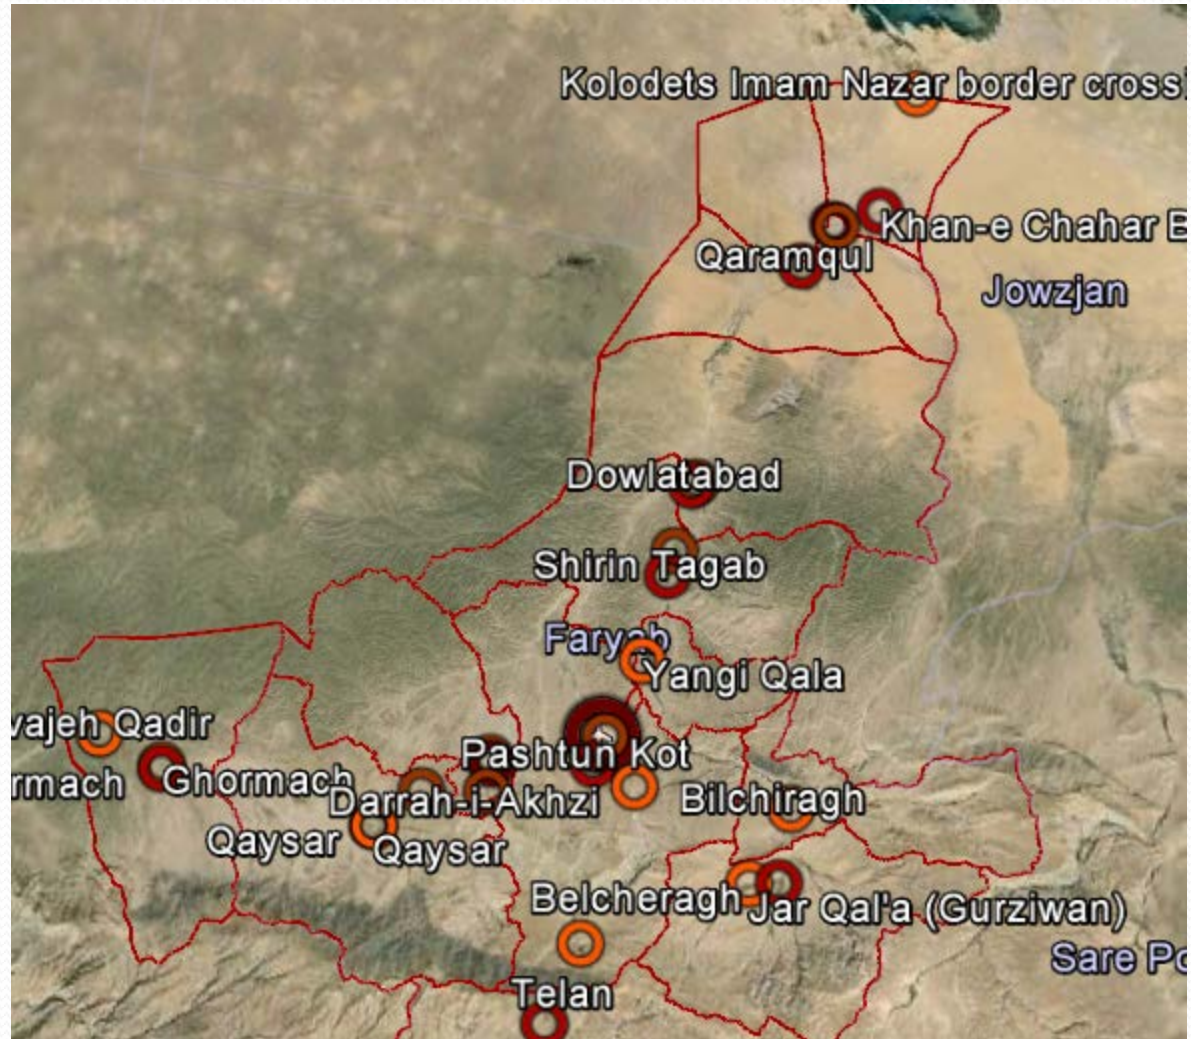 Kolodets Imam Nazar border crossi
Khan-e Chahar B
Qaramqul
Jowzjan
Dowlatabad
Shirin Tagab
Faryab
Yangi Qala
vajeh Qadir
Pashtun Kot
rmach
Ghormach
Darrah-i-Akhzi
Bilchiragh
Qaysar
Qaysar
Belcheragh
Jar Qal'a (Gurziwan)
Sare Po
Telan